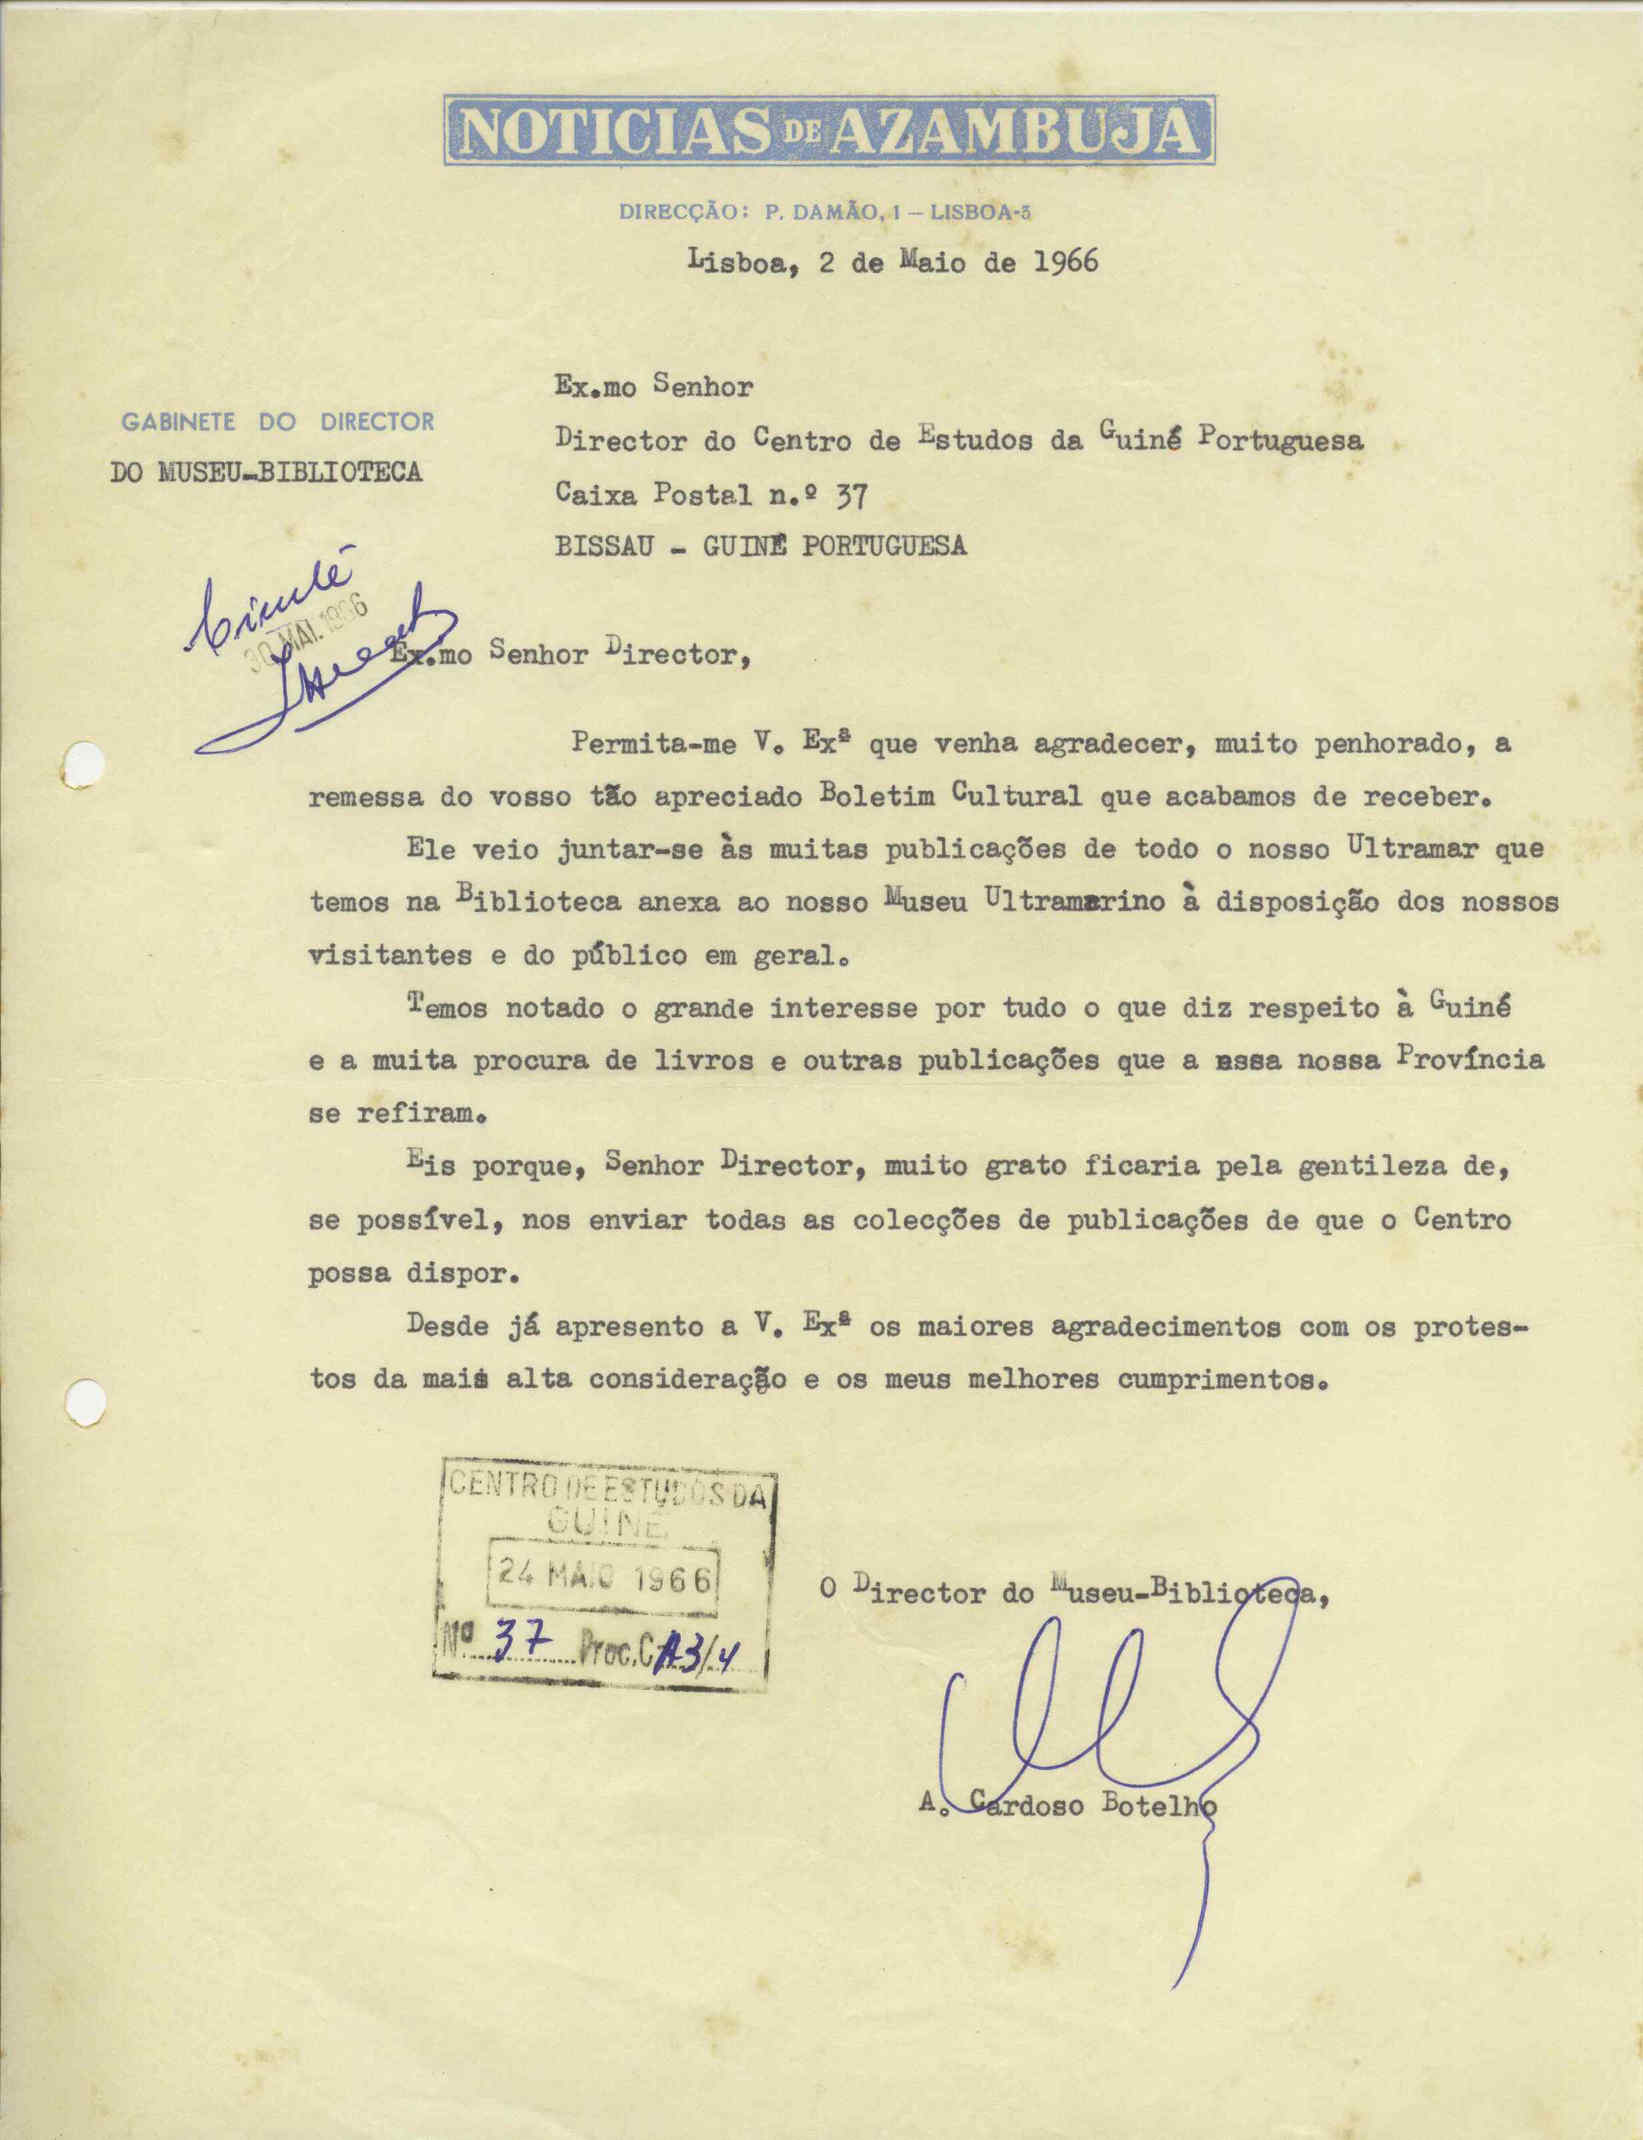 NOTICIAS DE AZAMBUJA
DIRECÇÃO: P. DAMÃO, 1 — LISBOA-3
Lisboa, 2 de Maio de 1966
Ex.mo Senhor
GABINETE DO DIRECTOR
Director do Centro de Estudos da Guiné Portuguesa
DO MUSEU-BIBLIOTECA
Caixa Postal n.º 37
BISSAU - GUINÉ PORTUGUESA
30 MAI. 1966
Ex.mo Senhor Director,
Permita-me V. Exª que venha agradecer, muito penhorado, a
remessa do vosso tão apreciado Boletim Cultural que acabamos de receber.
Ele veio juntar-se às muitas publicações de todo o nosso Ultramar que
temos na Biblioteca anexa ao nosso Museu Ultramarino à disposição dos nossos
visitantes e do público em geral.
Temos notado o grande interesse por tudo o que diz respeito à Guiné
e a muita procura de livros e outras publicações que a essa nossa Província
se refiram.
Eis porque, Senhor Director, muito grato ficaria pela gentileza de,
se possível, nos enviar todas as colecções de publicações de que o Centro
possa dispor.
Desde já apresento a V. Exª os maiores agradecimentos com os protes-
tos da mais alta consideração e os meus melhores cumprimentos.
CENTRO DE ESTUDOS DA
GUINÉ
24 MAIO 1966
Nº 37 Proc. C A3/4
O Director do Museu-Biblioteca,
A. Cardoso Botelho